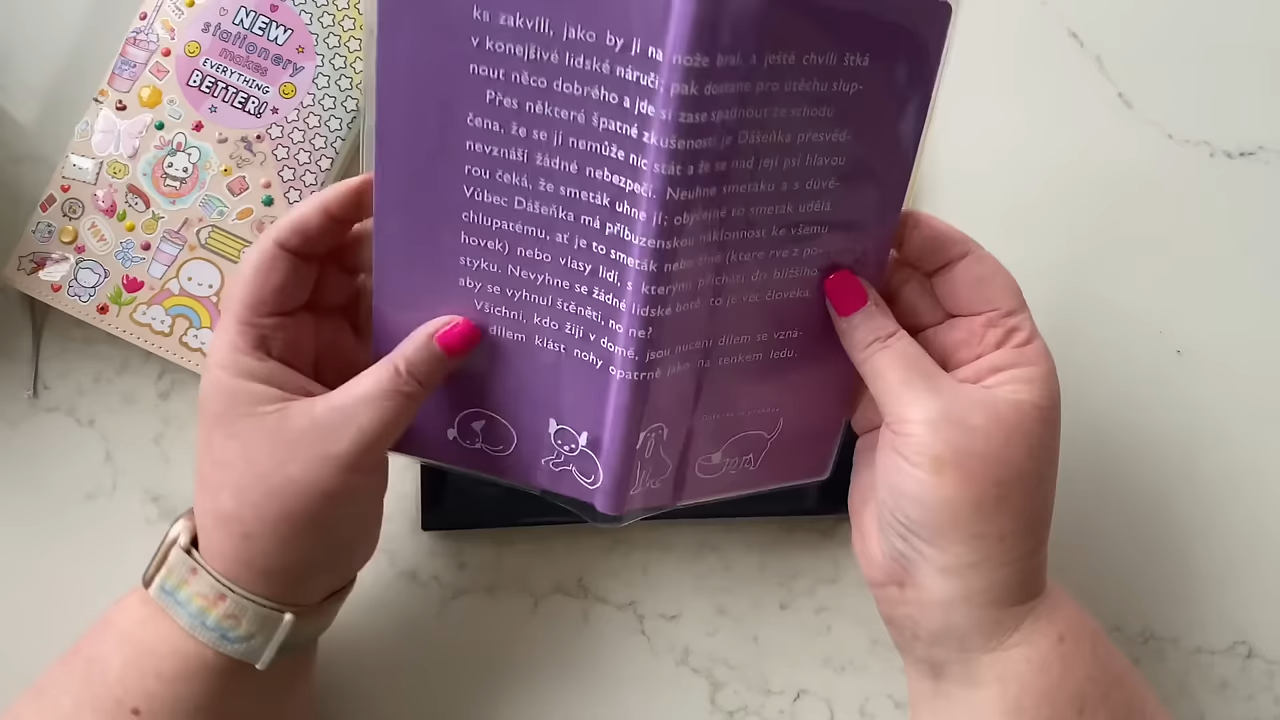 NEW
stationery
makes
EVERYTHING
BETTER!
YAY!
ka zakvílí, jako by ji na nože bral, a ještě chvíli štká
v konejšivé lidské náruči; pak dostane pro útěchu slup-
nout něco dobrého a jde si zase spadnout ze schodů
Přes některé špatné zkušenosti je Dášeňka přesvěd-
čena, že se jí nemůže nic stát a že se nad její psí hlavou
nevznáší žádné nebezpečí. Neuhne smetáku a s důvě-
rou čeká, že smeták uhne jí; obyčejně to smeták udělá.
Vůbec Dášeňka má příbuzenskou náklonnost ke všemu
chlupatému, ať je to smeták nebo žíně (které rve z po-
hovek) nebo vlasy lidí, s kterými přichází do bližšího
styku. Nevyhne se žádné lidské botě, to je věc člověka,
aby se vyhnul štěněti, no ne?
Všichni, kdo žijí v domě, jsou nuceni dílem se vzná-
dílem klást nohy opatrně jako na tenkém ledu.